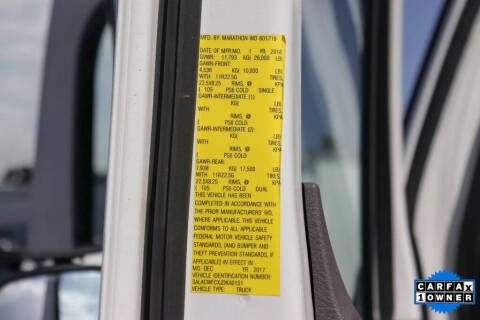 MFD. BY MARATHON WD 601719
DATE OF MFR/MO. 1 YR 2018
GVWR: 11,793 KG( 26,000 LB)
GAWR-FRONT:
4,536 KG( 10,000 LB)
WITH 11R22.5G TIRES,
22.5X8.25 RIMS, @ KPA
( 105 PSI) COLD SINGLE
GAWR-INTERMEDIATE (1):
KG( LB)
WITH TIRES,
RIMS, @ KPA
( PSI) COLD
GAWR-INTERMEDIATE (2):
KG( LB)
WITH TIRES,
RIMS, @ KPA
( PSI) COLD
GAWR-REAR:
7,938 KG( 17,500 LB)
WITH 11R22.5G TIRES,
22.5X8.25 RIMS, @ KPA
( 105 PSI) COLD DUAL
THIS VEHICLE HAS BEEN
COMPLETED IN ACCORDANCE WITH
THE PRIOR MANUFACTURERS' IVD,
WHERE APPLICABLE. THIS VEHICLE
CONFORMS TO ALL APPLICABLE
FEDERAL MOTOR VEHICLE SAFETY
STANDARDS, [AND BUMPER AND
THEFT PREVENTION STANDARDS, IF
APPLICABLE] IN EFFECT IN
MO. DEC YR. 2017
VEHICLE IDENTIFICATION NUMBER:
VEHICLE TYPE: TRUCK
CARFAX
1 OWNER